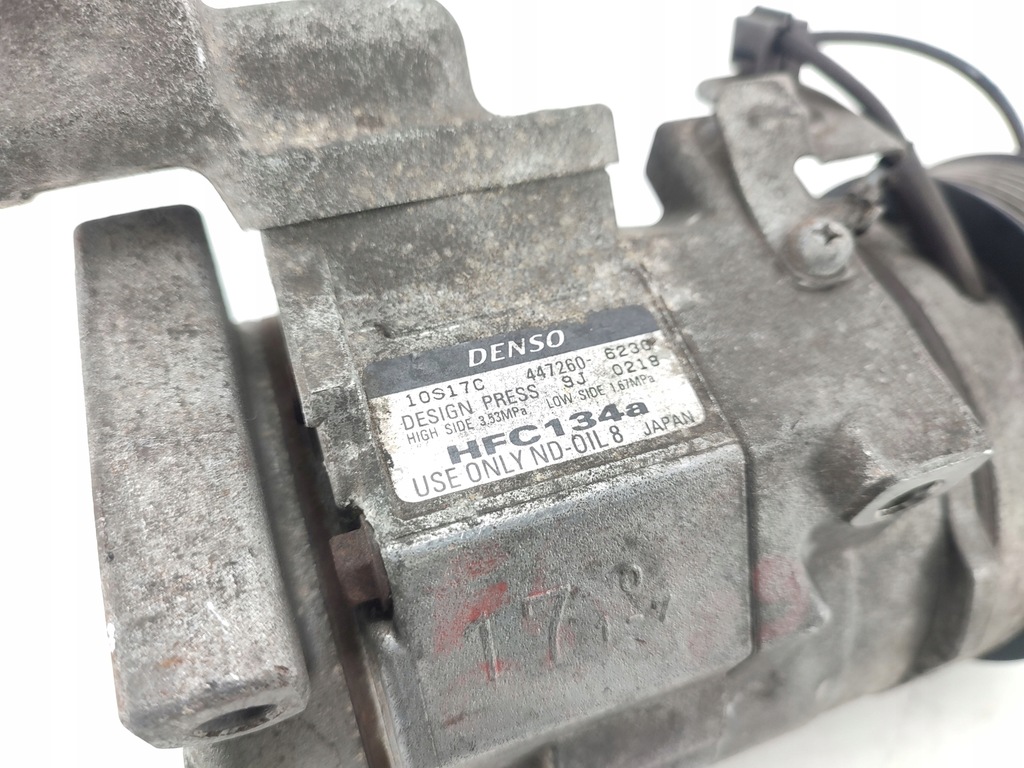 DENSO
10S17C 447260-6230
DESIGN PRESS 9J 0218
HIGH SIDE 3.53MPa LOW SIDE 1.67MPa
HFC134a
USE ONLY ND-OIL8 JAPAN
17